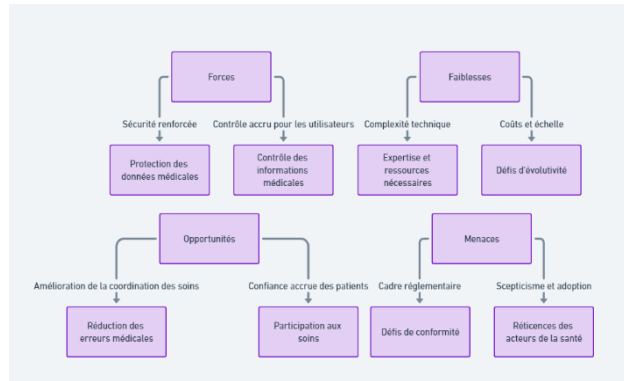 Forces
Faiblesses
Sécurité renforcée
Contrôle accru pour les utilisateurs
Complexité technique
Coûts et échelle
Protection des
données médicales
Contrôle des
informations
médicales
Expertise et
ressources
nécessaires
Défis d'évolutivité
Opportunités
Menaces
Amélioration de la coordination des soins
Confiance accrue des patients
Cadre réglementaire
Scepticisme et adoption
Réduction des
erreurs médicales
Participation aux
soins
Défis de conformité
Réticences des
acteurs de la santé